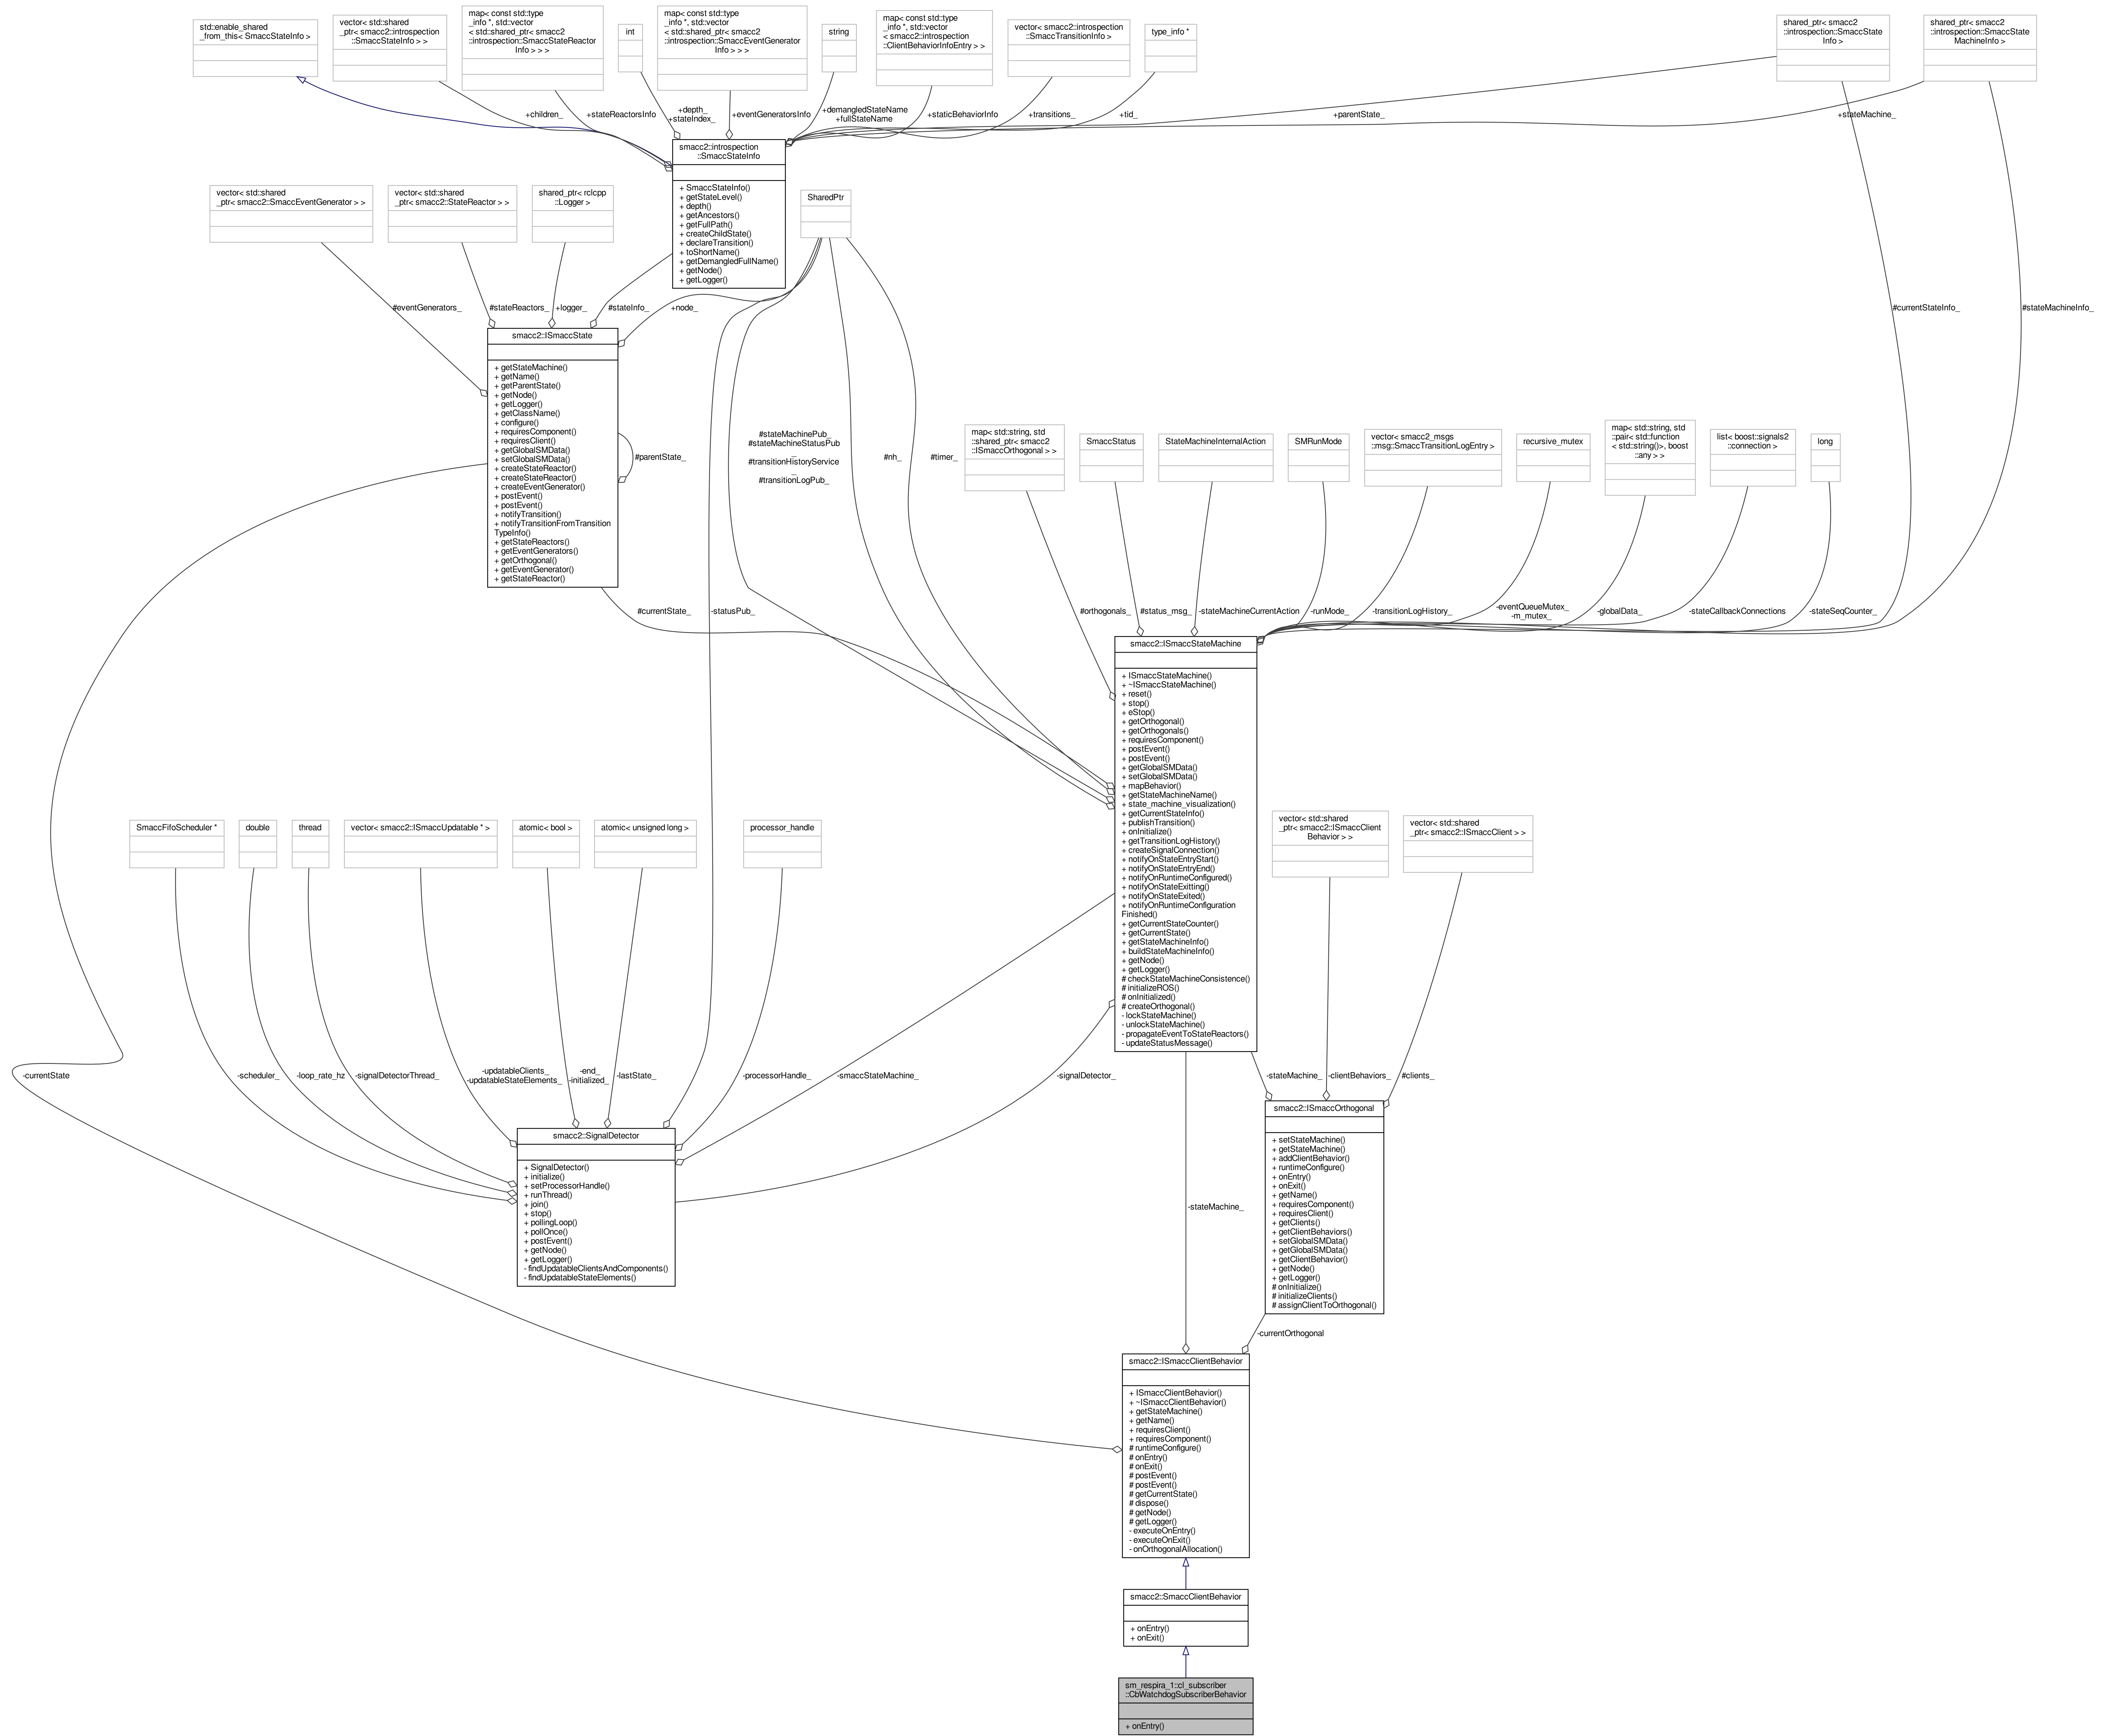 std::enable_shared
_from_this< SmaccStateInfo >
vector< std::shared
_ptr< smacc2::introspection
::SmaccStateInfo > >
map< const std::type
_info *, std::vector
< std::shared_ptr< smacc2
::introspection::SmaccStateReactor
Info > > >
int
map< const std::type
_info *, std::vector
< std::shared_ptr< smacc2
::introspection::SmaccEventGenerator
Info > > >
string
map< const std::type
_info *, std::vector
< smacc2::introspection
::ClientBehaviorInfoEntry > >
vector< smacc2::introspection
::SmaccTransitionInfo >
type_info *
shared_ptr< smacc2
::introspection::SmaccState
Info >
shared_ptr< smacc2
::introspection::SmaccState
MachineInfo >
+children_
+stateReactorsInfo
+depth_
+stateIndex_
+eventGeneratorsInfo
+demangledStateName
+fullStateName
+staticBehaviorInfo
+transitions_
+tid_
+parentState_
+stateMachine_
smacc2::introspection
::SmaccStateInfo
+ SmaccStateInfo()
+ getStateLevel()
+ depth()
+ getAncestors()
+ getFullPath()
+ createChildState()
+ declareTransition()
+ toShortName()
+ getDemangledFullName()
+ getNode()
+ getLogger()
vector< std::shared
_ptr< smacc2::SmaccEventGenerator > >
vector< std::shared
_ptr< smacc2::StateReactor > >
shared_ptr< rclcpp
::Logger >
SharedPtr
#eventGenerators_
#stateReactors_
+logger_
#stateInfo_
+node_
#currentStateInfo_
#stateMachineInfo_
smacc2::ISmaccState
+ getStateMachine()
+ getName()
+ getParentState()
+ getNode()
+ getLogger()
+ getClassName()
+ configure()
+ requiresComponent()
+ requiresClient()
+ getGlobalSMData()
+ setGlobalSMData()
+ createStateReactor()
+ createStateReactor()
+ createEventGenerator()
+ postEvent()
+ postEvent()
+ notifyTransition()
+ notifyTransitionFromTransition
TypeInfo()
+ getStateReactors()
+ getEventGenerators()
+ getOrthogonal()
+ getEventGenerator()
+ getStateReactor()
#parentState_
#stateMachinePub_
#stateMachineStatusPub
_
#transitionHistoryService
_
#transitionLogPub_
#nh_
#timer_
map< std::string, std
::shared_ptr< smacc2
::ISmaccOrthogonal > >
SmaccStatus
StateMachineInternalAction
SMRunMode
vector< smacc2_msgs
::msg::SmaccTransitionLogEntry >
recursive_mutex
map< std::string, std
::pair< std::function
< std::string()>, boost
::any > >
list< boost::signals2
::connection >
long
#currentState_
-statusPub_
#orthogonals_
#status_msg_
-stateMachineCurrentAction
-runMode_
-transitionLogHistory_
-eventQueueMutex_
-m_mutex_
-globalData_
-stateCallbackConnections
-stateSeqCounter_
smacc2::ISmaccStateMachine
+ ISmaccStateMachine()
+ ~ISmaccStateMachine()
+ reset()
+ stop()
+ eStop()
+ getOrthogonal()
+ getOrthogonals()
+ requiresComponent()
+ postEvent()
+ postEvent()
+ getGlobalSMData()
+ setGlobalSMData()
+ mapBehavior()
+ getStateMachineName()
+ state_machine_visualization()
+ getCurrentStateInfo()
+ publishTransition()
+ onInitialize()
+ getTransitionLogHistory()
+ createSignalConnection()
+ notifyOnStateEntryStart()
+ notifyOnStateEntryEnd()
+ notifyOnRuntimeConfigured()
+ notifyOnStateExitting()
+ notifyOnStateExited()
+ notifyOnRuntimeConfiguration
Finished()
+ getCurrentStateCounter()
+ getCurrentState()
+ getStateMachineInfo()
+ buildStateMachineInfo()
+ getNode()
+ getLogger()
# checkStateMachineConsistence()
# initializeROS()
# onInitialized()
# createOrthogonal()
- lockStateMachine()
- unlockStateMachine()
- propagateEventToStateReactors()
- updateStatusMessage()
SmaccFifoScheduler *
double
thread
vector< smacc2::ISmaccUpdatable * >
atomic< bool >
atomic< unsigned long >
processor_handle
vector< std::shared
_ptr< smacc2::ISmaccClient
Behavior > >
vector< std::shared
_ptr< smacc2::ISmaccClient > >
-currentState
-scheduler_
-loop_rate_hz
-signalDetectorThread_
-updatableClients_
-updatableStateElements_
-end_
-initialized_
-lastState_
-processorHandle_
-smaccStateMachine_
-signalDetector_
-stateMachine_
-clientBehaviors_
#clients_
smacc2::SignalDetector
+ SignalDetector()
+ initialize()
+ setProcessorHandle()
+ runThread()
+ join()
+ stop()
+ pollingLoop()
+ pollOnce()
+ postEvent()
+ getNode()
+ getLogger()
- findUpdatableClientsAndComponents()
- findUpdatableStateElements()
smacc2::ISmaccOrthogonal
+ setStateMachine()
+ getStateMachine()
+ addClientBehavior()
+ runtimeConfigure()
+ onEntry()
+ onExit()
+ getName()
+ requiresComponent()
+ requiresClient()
+ getClients()
+ getClientBehaviors()
+ setGlobalSMData()
+ getGlobalSMData()
+ getClientBehavior()
+ getNode()
+ getLogger()
# onInitialize()
# initializeClients()
# assignClientToOrthogonal()
-stateMachine_
-currentOrthogonal
smacc2::ISmaccClientBehavior
+ ISmaccClientBehavior()
+ ~ISmaccClientBehavior()
+ getStateMachine()
+ getName()
+ requiresClient()
+ requiresComponent()
# runtimeConfigure()
# onEntry()
# onExit()
# postEvent()
# postEvent()
# getCurrentState()
# dispose()
# getNode()
# getLogger()
- executeOnEntry()
- executeOnExit()
- onOrthogonalAllocation()
smacc2::SmaccClientBehavior
+ onEntry()
+ onExit()
sm_respira_1::cl_subscriber
::CbWatchdogSubscriberBehavior
+ onEntry()